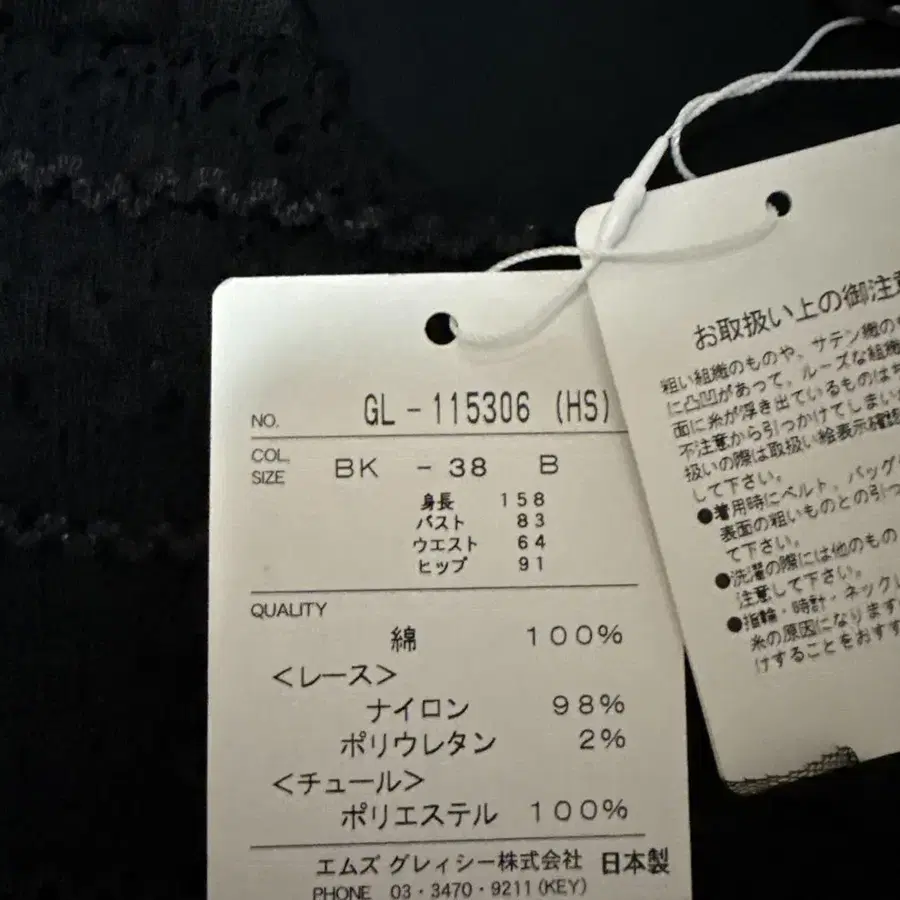 NO. GL-115306 (HS)
COL.
SIZE BK -38 B
身長 158
バスト 83
ウエスト 64
ヒップ 91
QUALITY
綿 100%
<レース>
ナイロン 98%
ポリウレタン 2%
<チュール>
ポリエステル 100%
エムズ グレィシー株式会社 日本製
PHONE 03・3470・9211(KEY)
お取扱い上の御注意
粗い組織のものや、サテン織のも
に凸凹があって、ルーズな組織
面に糸が浮き出ているものは
不注意から引っかけてしまい
扱いの際は取扱い絵表示確認
して下さい。
●着用時にベルト、バッグ
表面の粗いものとの引っ
て下さい。
●洗濯の際には他のもの
注意して下さい。
●指輪・時計・ネックレ
糸の原因になります
けすることをおすす